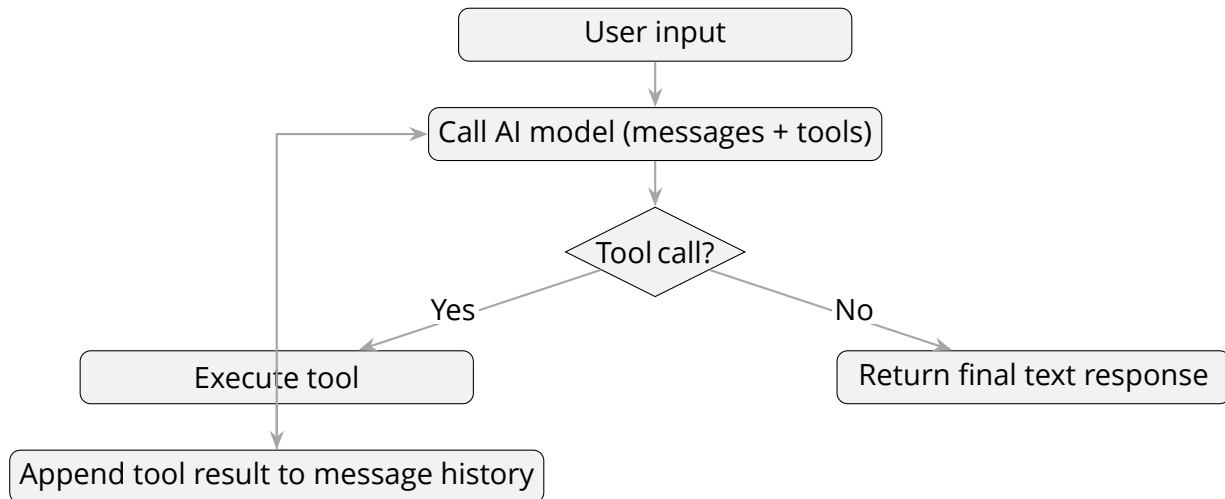 User input
Call AI model (messages + tools)
Tool call?
Yes
No
Execute tool
Return final text response
Append tool result to message history